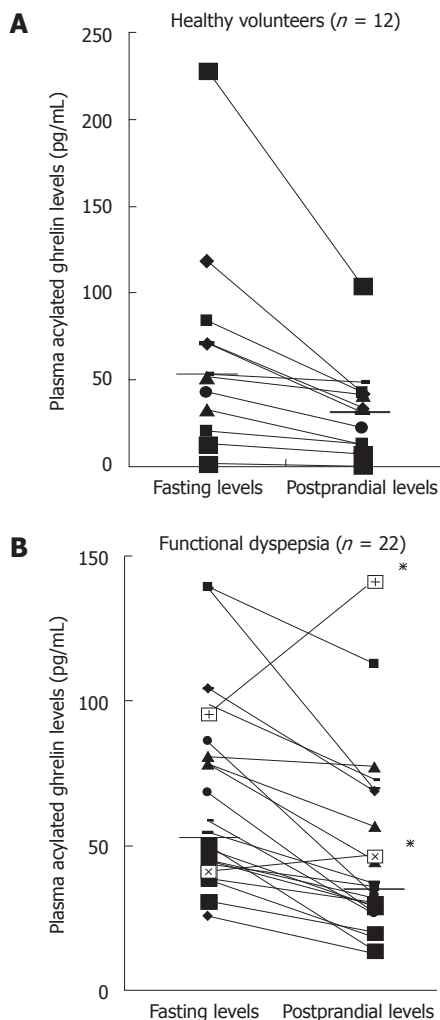 A
Healthy volunteers (n = 12)
Plasma acylated ghrelin levels (pg/mL)
250
200
150
100
50
0
Fasting levels Postprandial levels
B
Functional dyspepsia (n = 22)
Plasma acylated ghrelin levels (pg/mL)
150
100
50
0
*
*
Fasting levels Postprandial levels